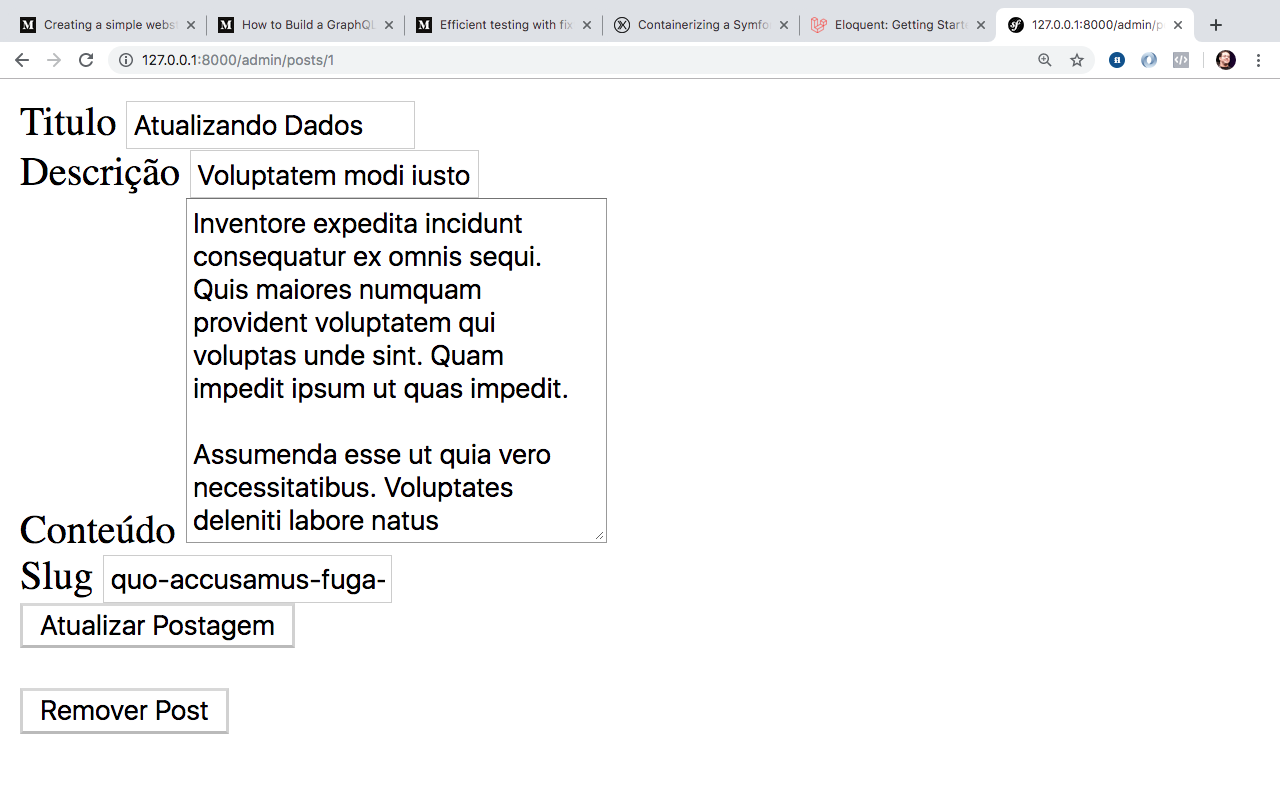 Creating a simple webs
How to Build a GraphQL
Efficient testing with fix
Containerizing a Symfo
Eloquent: Getting Start
127.0.0.1:8000/admin/p
127.0.0.1:8000/admin/posts/1
Titulo Atualizando Dados
Descrição Voluptatem modi iusto
Inventore expedita incidunt
consequatur ex omnis sequi.
Quis maiores numquam
provident voluptatem qui
voluptas unde sint. Quam
impedit ipsum ut quas impedit.
Assumenda esse ut quia vero
necessitatibus. Voluptates
deleniti labore natus
Conteúdo
Slug quo-accusamus-fuga-
Atualizar Postagem
Remover Post